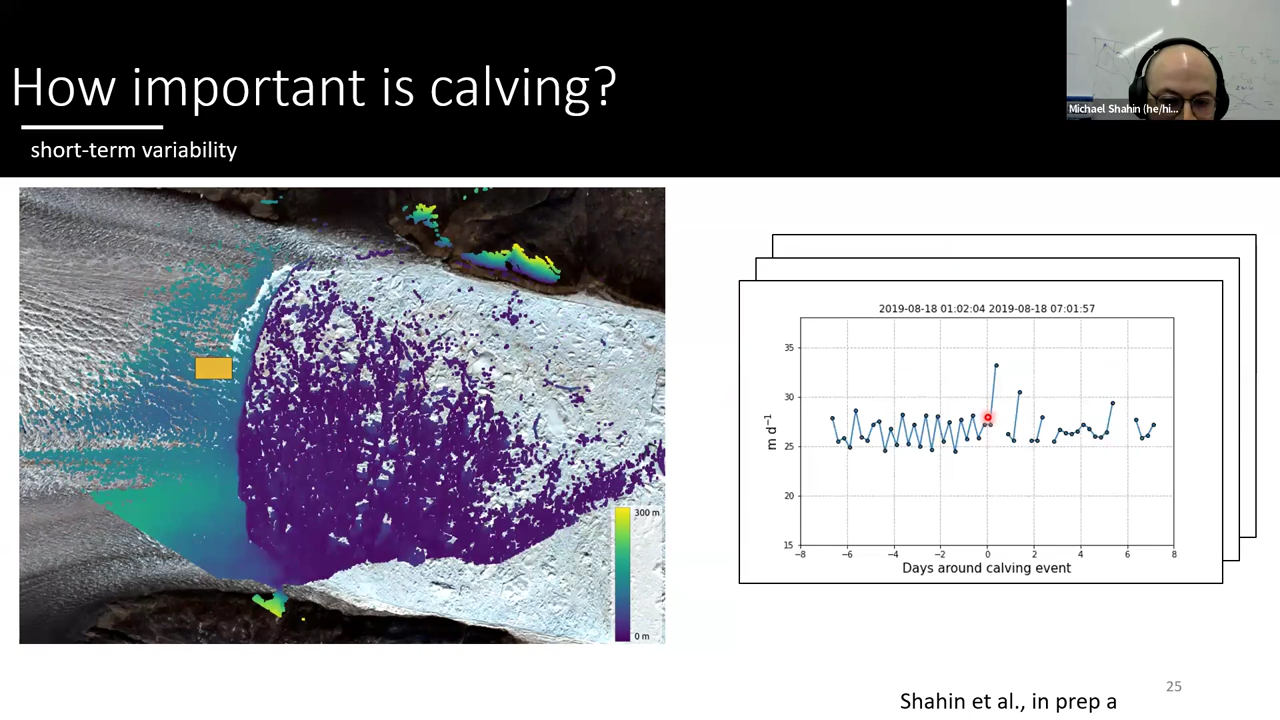 How important is calving?
short-term variability
Michael Shahin (he/hi...
300 m
0 m
2019-08-18 01:02:04 2019-08-18 07:01:57
35
30
25
20
15
m d⁻¹
−8 −6 −4 −2 0 2 4 6 8
Days around calving event
25
Shahin et al., in prep a